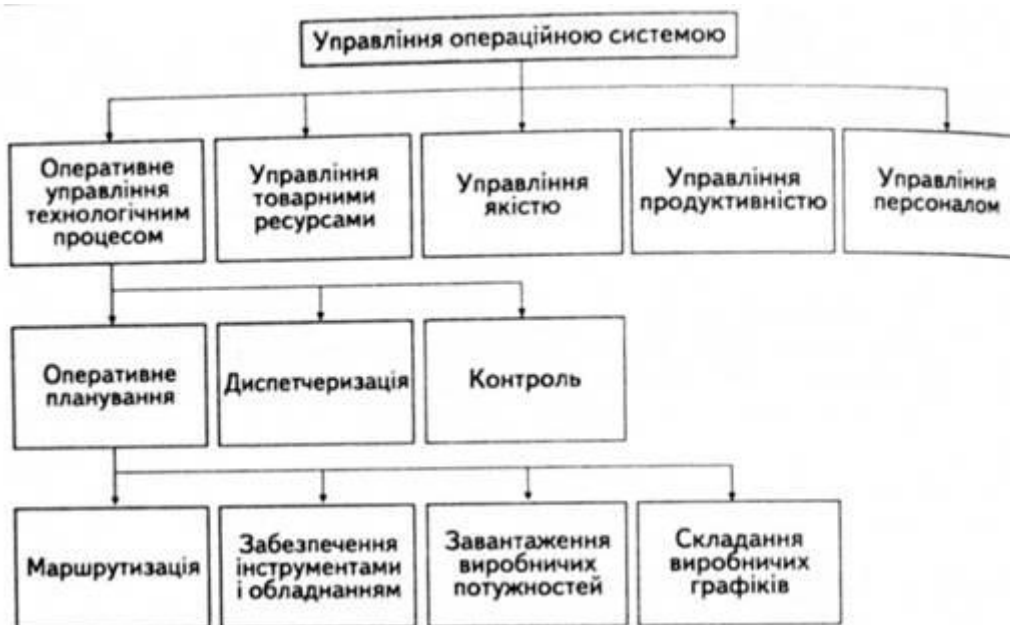 Управління операційною системою
Оперативне
управління
технологічним
процесом
Управління
товарними
ресурсами
Управління
якістю
Управління
продуктивністю
Управління
персоналом
Оперативне
планування
Диспетчеризація
Контроль
Маршрутизація
Забезпечення
інструментами
і обладнанням
Завантаження
виробничих
потужностей
Складання
виробничих
графіків